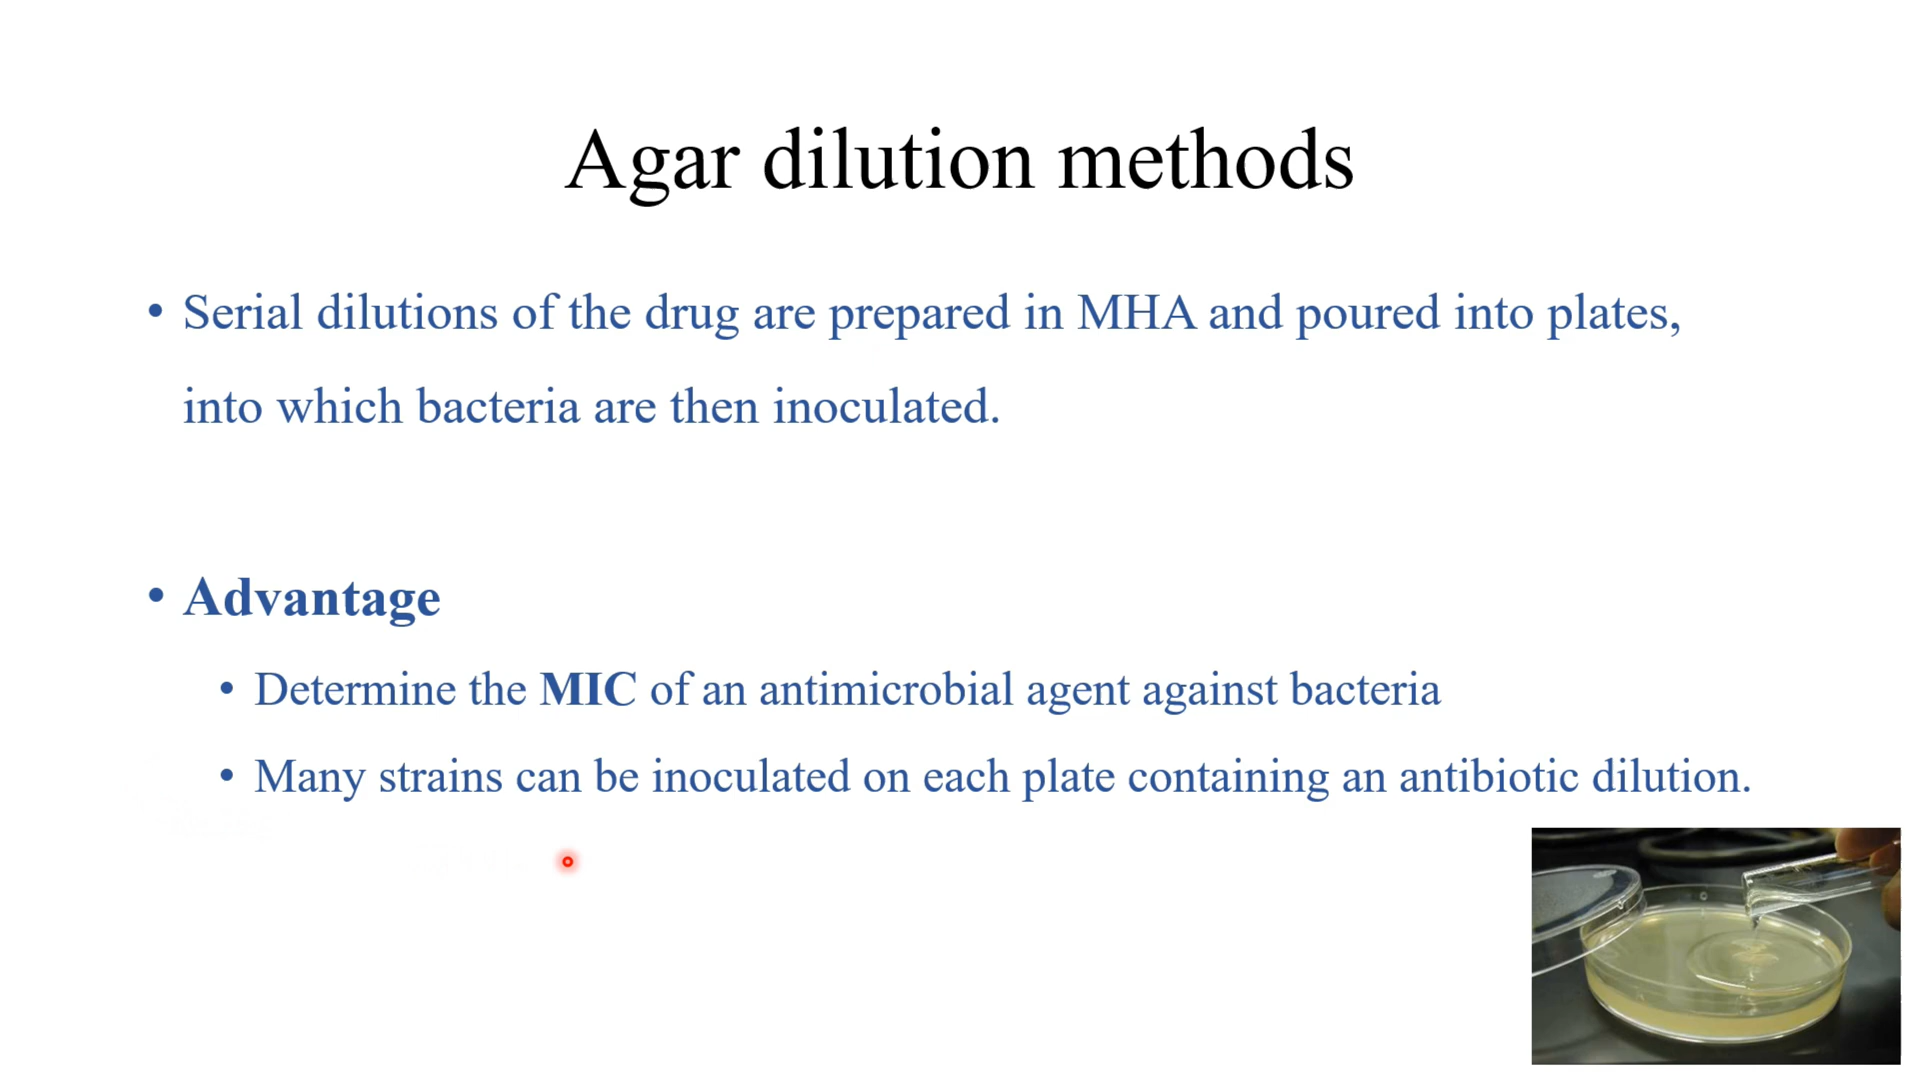 Agar dilution methods
• Serial dilutions of the drug are prepared in MHA and poured into plates,
into which bacteria are then inoculated.
• Advantage
• Determine the MIC of an antimicrobial agent against bacteria
• Many strains can be inoculated on each plate containing an antibiotic dilution.